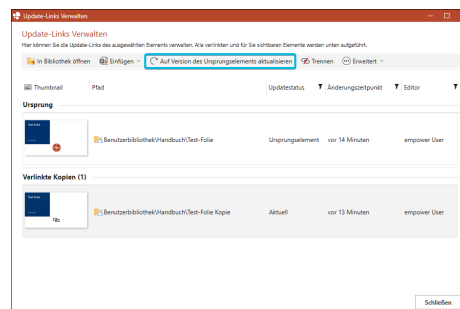 Update-Links Verwalten
Update-Links Verwalten
Hier können Sie die Update-Links des ausgewählten Elements verwalten. Alle verlinkten und für Sie sichtbaren Elemente werden unten aufgeführt.
In Bibliothek öffnen Einfügen Auf Version des Ursprungselements aktualisieren Trennen Erweitert
Thumbnail Pfad Updatestatus Änderungszeitpunkt Editor
Ursprung
Test-Folie
Benutzerbibliothek\Handbuch\Test-Folie Ursprungselement vor 14 Minuten empower User
Verlinkte Kopien (1)
Test-Folie
Benutzerbibliothek\Handbuch\Test-Folie Kopie Aktuell vor 13 Minuten empower User
Schließen